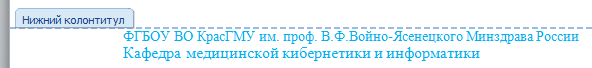 Нижний колонтитул
ФГБОУ ВО КрасГМУ им. проф. В.Ф.Войно-Ясенецкого Минздрава России
Кафедра медицинской кибернетики и информатики